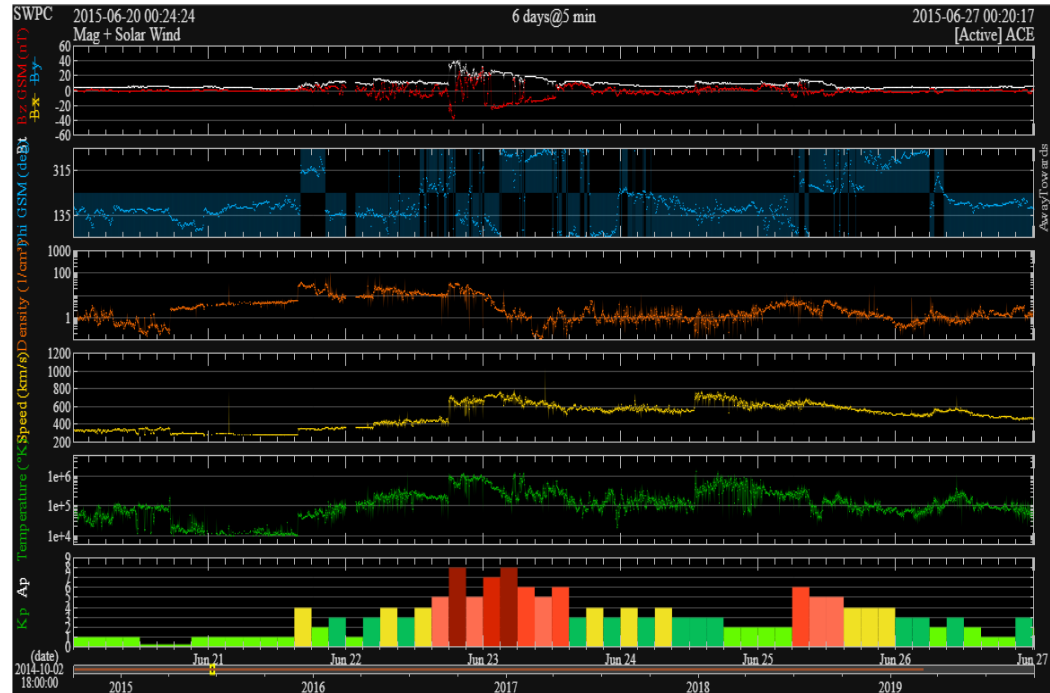 SWPC 2015-06-20 00:24:24 6 days@5 min 2015-06-27 00:20:17
Mag + Solar Wind [Active] ACE
Bz GSM (nT)
Bx By
60
40
20
0
-20
-40
-60
Bt
Phi GSM (deg)
315
135
AwayTowards
Density (1/cm³)
1000
100
1
Speed (km/s)
1200
1000
800
600
400
200
Temperature (°K)
1e+6
1e+5
1e+4
Kp Ap
9
8
7
6
5
4
3
2
1
0
(date) Jun 21 Jun 22 Jun 23 Jun 24 Jun 25 Jun 26 Jun 27
2014-10-02
18:00:00 2015 2016 2017 2018 2019